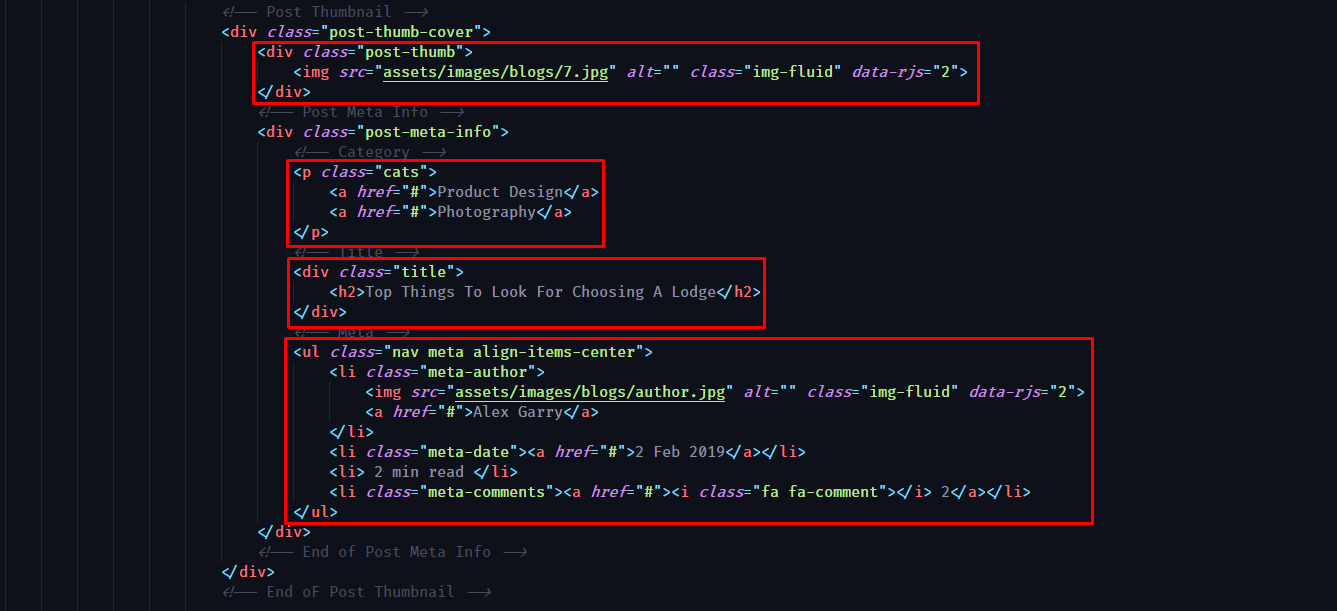 <!-- Post Thumbnail -->
<div class="post-thumb-cover">
<div class="post-thumb">
<img src="assets/images/blogs/7.jpg" alt="" class="img-fluid" data-rjs="2">
</div>
<!-- Post Meta Info -->
<div class="post-meta-info">
<!-- Category -->
<p class="cats">
<a href="#">Product Design</a>
<a href="#">Photography</a>
</p>
<!-- Title -->
<div class="title">
<h2>Top Things To Look For Choosing A Lodge</h2>
</div>
<!-- Meta -->
<ul class="nav meta align-items-center">
<li class="meta-author">
<img src="assets/images/blogs/author.jpg" alt="" class="img-fluid" data-rjs="2">
<a href="#">Alex Garry</a>
</li>
<li class="meta-date"><a href="#">2 Feb 2019</a></li>
<li> 2 min read </li>
<li class="meta-comments"><a href="#"><i class="fa fa-comment"></i> 2</a></li>
</ul>
</div>
<!-- End of Post Meta Info -->
</div>
<!-- End oF Post Thumbnail -->